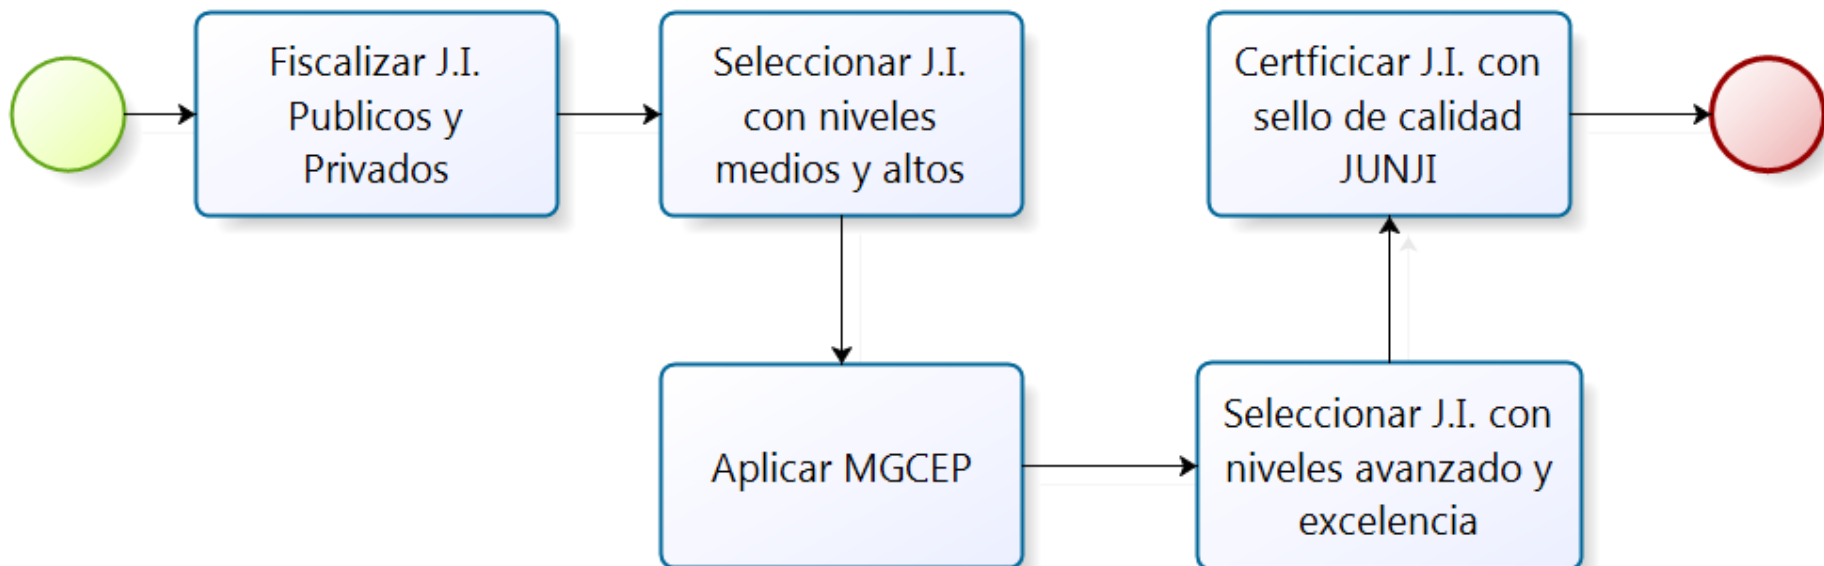 Fiscalizar J.I.
Publicos y
Privados
Seleccionar J.I.
con niveles
medios y altos
Aplicar MGCEP
Seleccionar J.I. con
niveles avanzado y
excelencia
Certficicar J.I. con
sello de calidad
JUNJI